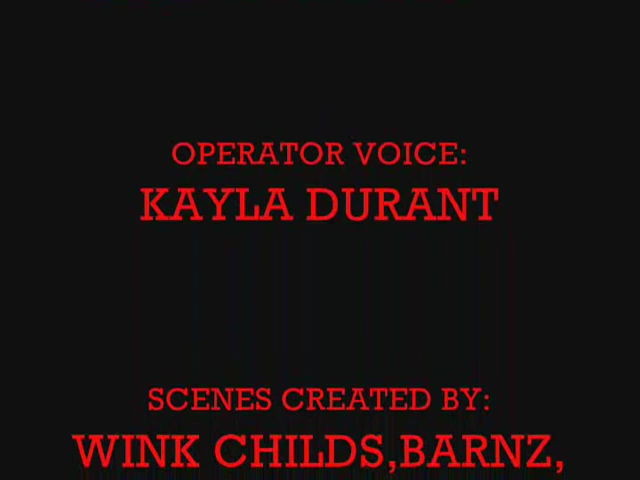 OPERATOR VOICE:
KAYLA DURANT
SCENES CREATED BY:
WINK CHILDS,BARNZ,